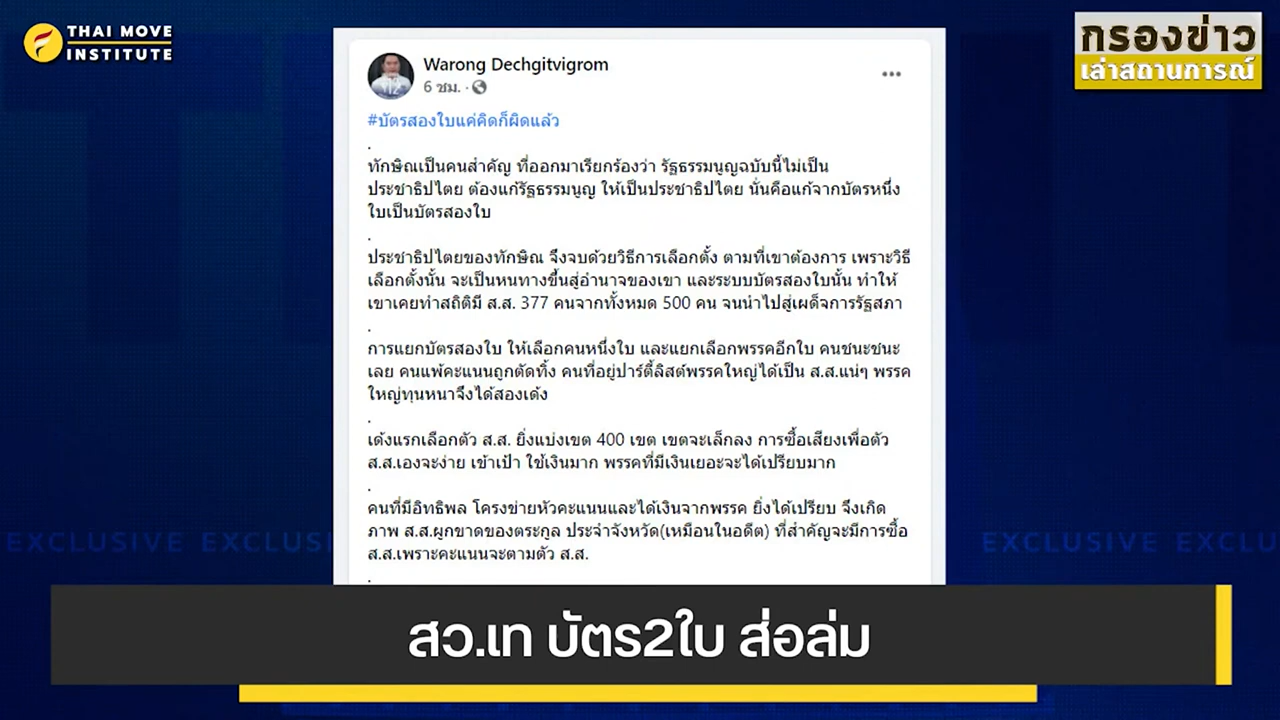 THAI MOVE
INSTITUTE
กรองข่าว
เล่าสถานการณ์
Warong Dechgitvigrom
6 ชม. ·
#บัตรสองใบแค่คิดก็ผิดแล้ว
.
ทักษิณเป็นคนสำคัญ ที่ออกมาเรียกร้องว่า รัฐธรรมนูญฉบับนี้ไม่เป็น
ประชาธิปไตย ต้องแก้รัฐธรรมนูญ ให้เป็นประชาธิปไตย นั่นคือแก้จากบัตรหนึ่ง
ใบเป็นบัตรสองใบ
.
ประชาธิปไตยของทักษิณ จึงจบด้วยวิธีการเลือกตั้ง ตามที่เขาต้องการ เพราะวิธี
เลือกตั้งนั้น จะเป็นหนทางขึ้นสู่อำนาจของเขา และระบบบัตรสองใบนั้น ทำให้
เขาเคยทำสถิติมี ส.ส. 377 คนจากทั้งหมด 500 คน จนนำไปสู่เผด็จการรัฐสภา
.
การแยกบัตรสองใบ ให้เลือกคนหนึ่งใบ และแยกเลือกพรรคอีกใบ คนชนะชนะ
เลย คนแพ้คะแนนถูกตัดทิ้ง คนที่อยู่ปาร์ตี้ลิสต์พรรคใหญ่ได้เป็น ส.ส.แน่ๆ พรรค
ใหญ่ทุนหนาจึงได้สองเด้ง
.
เด้งแรกเลือกตัว ส.ส. ยิ่งแบ่งเขต 400 เขต เขตจะเล็กลง การซื้อเสียงเพื่อตัว
ส.ส.เองจะง่าย เข้าเป้า ใช้เงินมาก พรรคที่มีเงินเยอะจะได้เปรียบมาก
.
คนที่มีอิทธิพล โครงข่ายหัวคะแนนและได้เงินจากพรรค ยิ่งได้เปรียบ จึงเกิด
ภาพ ส.ส.ผูกขาดของตระกูล ประจำจังหวัด(เหมือนในอดีต) ที่สำคัญจะมีการซื้อ
ส.ส.เพราะคะแนนจะตามตัว ส.ส.
.
EXCLUSIVE EXCLUSI
EXCLUSIVE EXCLU
สว.เท บัตร2ใบ ส่อล่ม